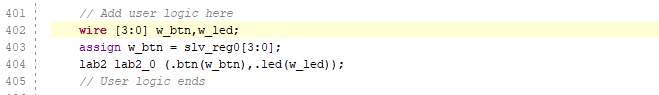 401 // Add user logic here
402 wire [3:0] w_btn,w_led;
403 assign w_btn = slv_reg0[3:0];
404 lab2 lab2_0 (.btn(w_btn),.led(w_led));
405 // User logic ends